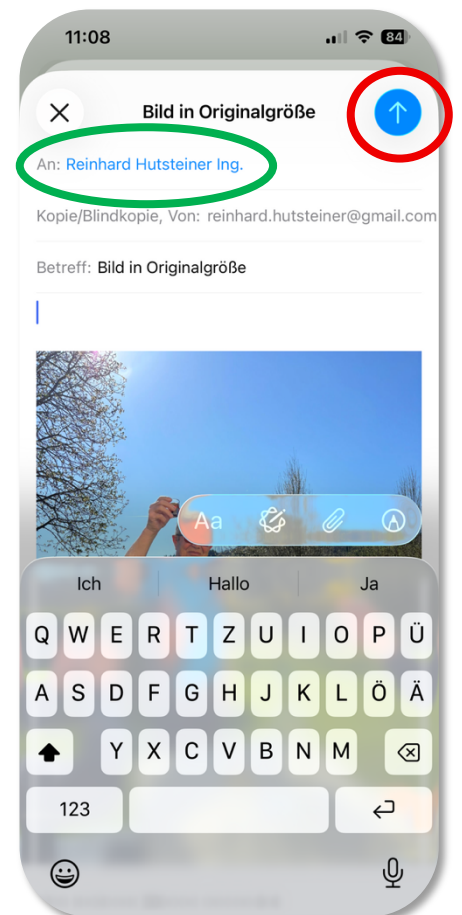 11:08
84
Bild in Originalgröße
An: Reinhard Hutsteiner Ing.
Kopie/Blindkopie, Von: reinhard.hutsteiner@gmail.com
Betreff: Bild in Originalgröße
Aa
Ich Hallo Ja
Q W E R T Z U I O P Ü
A S D F G H J K L Ö Ä
Y X C V B N M
123